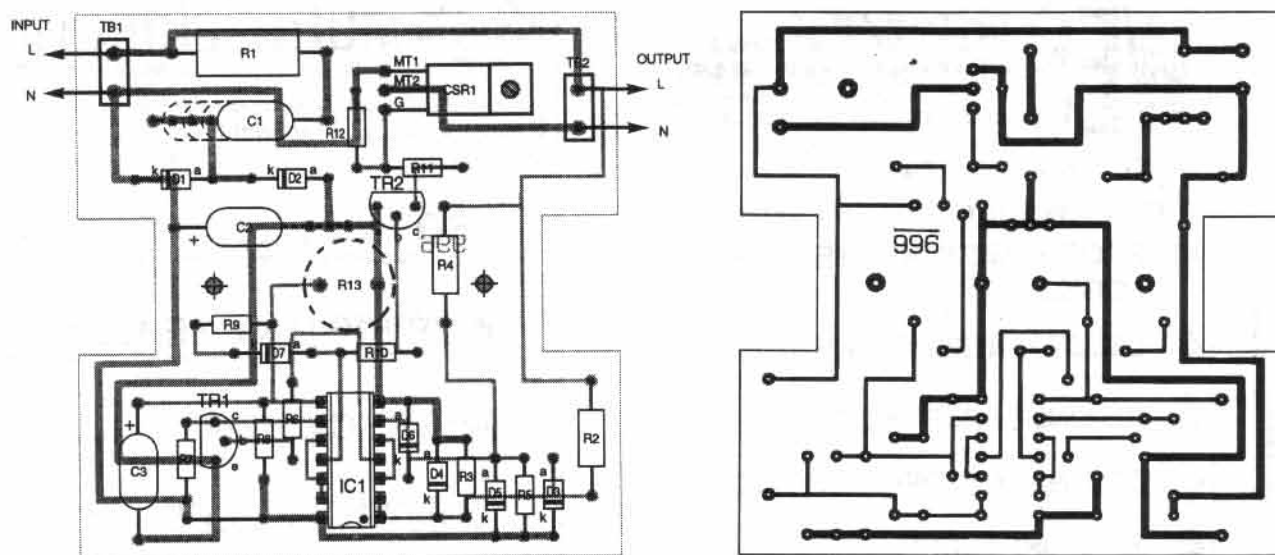 INPUT
TB1
L
R1
MT1
MT2
CSR1
OUTPUT
L
N
G
N
C1
R12
k D1 a
k D2
TR2
R11
b
c
C2
+
R4
R13
R9
k D7 a
R10
TR1
c
b
e
R6
R8
R7
+
C3
IC1
a
D6
k
a
D4
k
R3
a
D5
k
R5
a
D3
k
R2
996